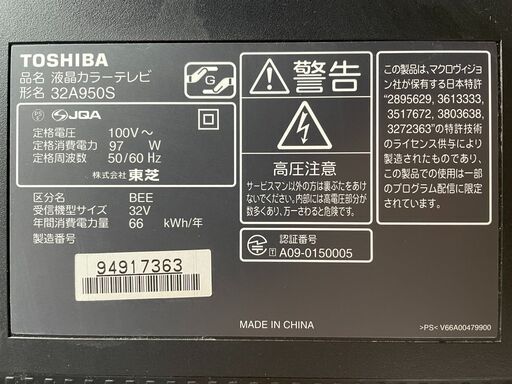 TOSHIBA
品名 液晶カラーテレビ
形名 32A950S
PS E JQA
定格電圧 100V～
定格消費電力 97 W
定格周波数 50/60 Hz
株式会社 東芝
区分名 BEE
受信機型サイズ 32V
年間消費電力量 66 kWh/年
製造番号
94917363
警告
高圧注意
サービスマン以外の方は裏ぶたをあけ
ないでください。内部には高電圧部分が
数多くあり、万一さわると危険です。
認証番号
T A09-0150005
この製品は、マクロヴィジョ
ン社が保有する米国特許
"2895629, 3613333,
3517672, 3803638,
3272363"の特許技術
のライセンス供与により
製造されたものであり、こ
の製品での使用は一部
のプログラム配信に限定
されます。
MADE IN CHINA
>PS< V66A00479900